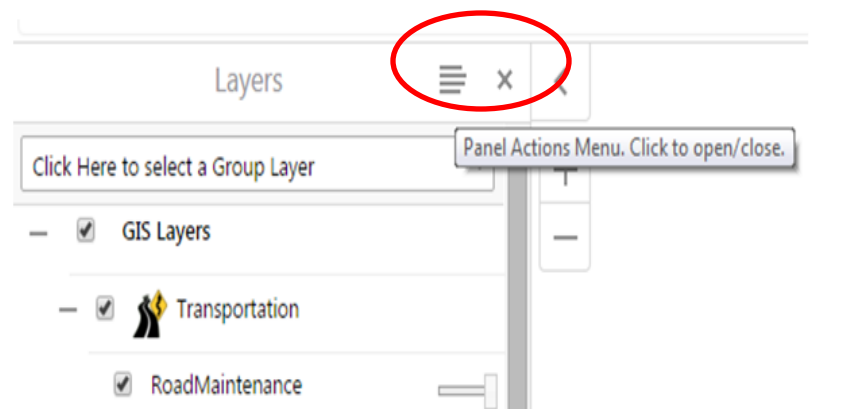 Layers
Panel Actions Menu. Click to open/close.
Click Here to select a Group Layer
GIS Layers
Transportation
RoadMaintenance